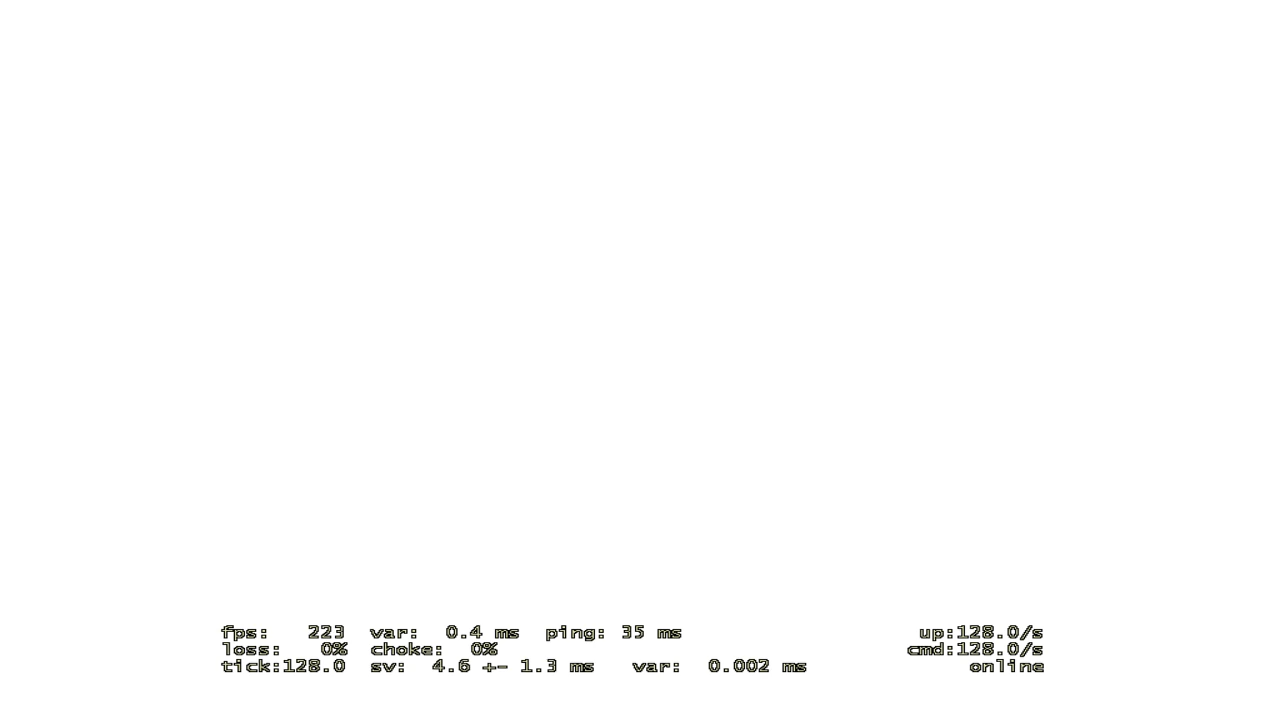 fps: 223 var: 0.4 ms ping: 35 ms up:128.0/s
loss: 0% choke: 0% cmd:128.0/s
tick:128.0 sv: 4.6 +- 1.3 ms var: 0.002 ms online